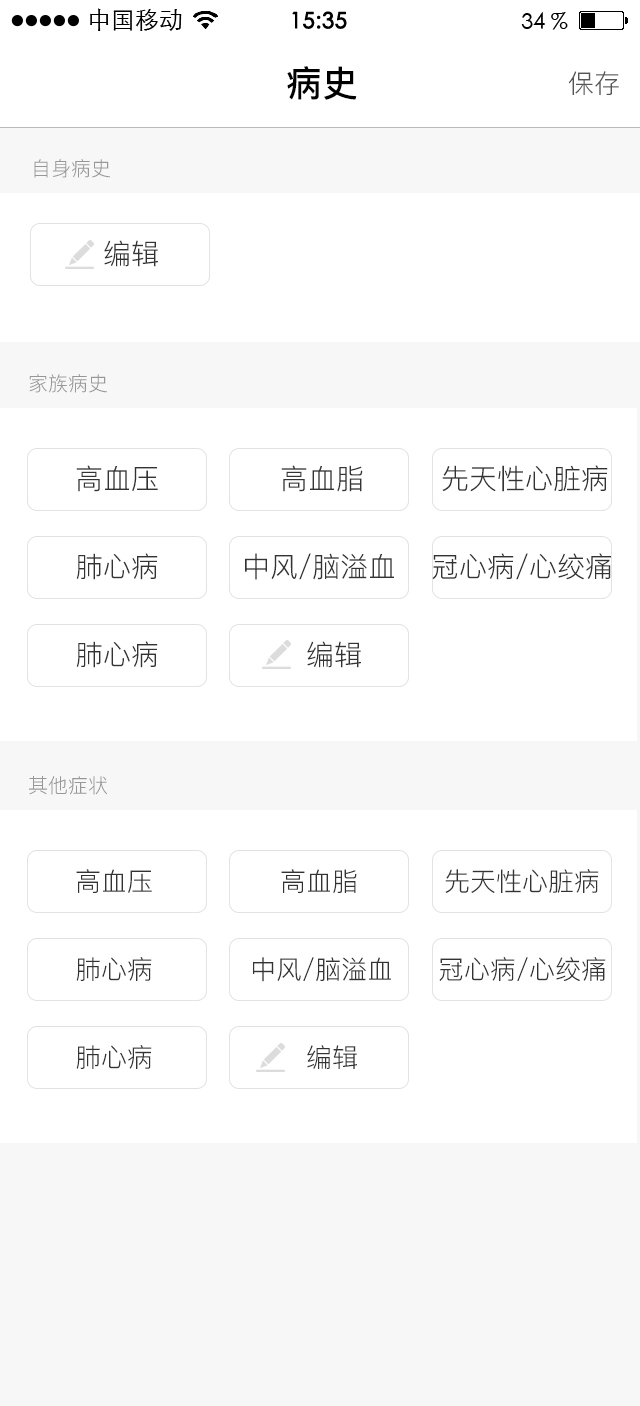 中国移动 15:35 34%
病史 保存
自身病史
编辑
家族病史
高血压 高血脂 先天性心脏病
肺心病 中风/脑溢血 冠心病/心绞痛
肺心病 编辑
其他症状
高血压 高血脂 先天性心脏病
肺心病 中风/脑溢血 冠心病/心绞痛
肺心病 编辑